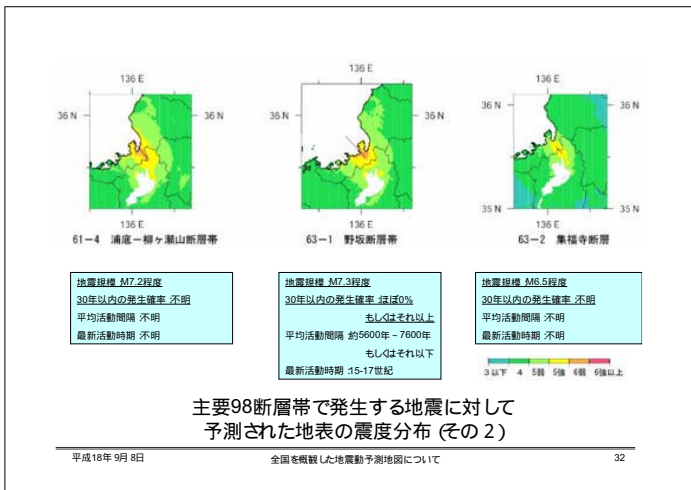 136 E
136 E
136 E
36 N
36 N
36 N
36 N
36 N
35 N
35 N
136 E
136 E
136 E
61－4　浦底－柳ヶ瀬山断層帯
63－1　野坂断層帯
63－2　集福寺断層
地震規模 :M7.2程度
30年以内の発生確率 :不明
平均活動間隔 :不明
最新活動時期 :不明
地震規模 :M7.3程度
30年以内の発生確率 :ほぼ0%
もしくはそれ以上
平均活動間隔 :約5600年～7600年
もしくはそれ以下
最新活動時期 :15-17世紀
地震規模 :M6.5程度
30年以内の発生確率 :不明
平均活動間隔 :不明
最新活動時期 :不明
3以下 4 5弱 5強 6弱 6強以上
主要98断層帯で発生する地震に対して
予測された地表の震度分布 (その2)
平成18年 9月 8日
全国を概観した地震動予測地図について
32